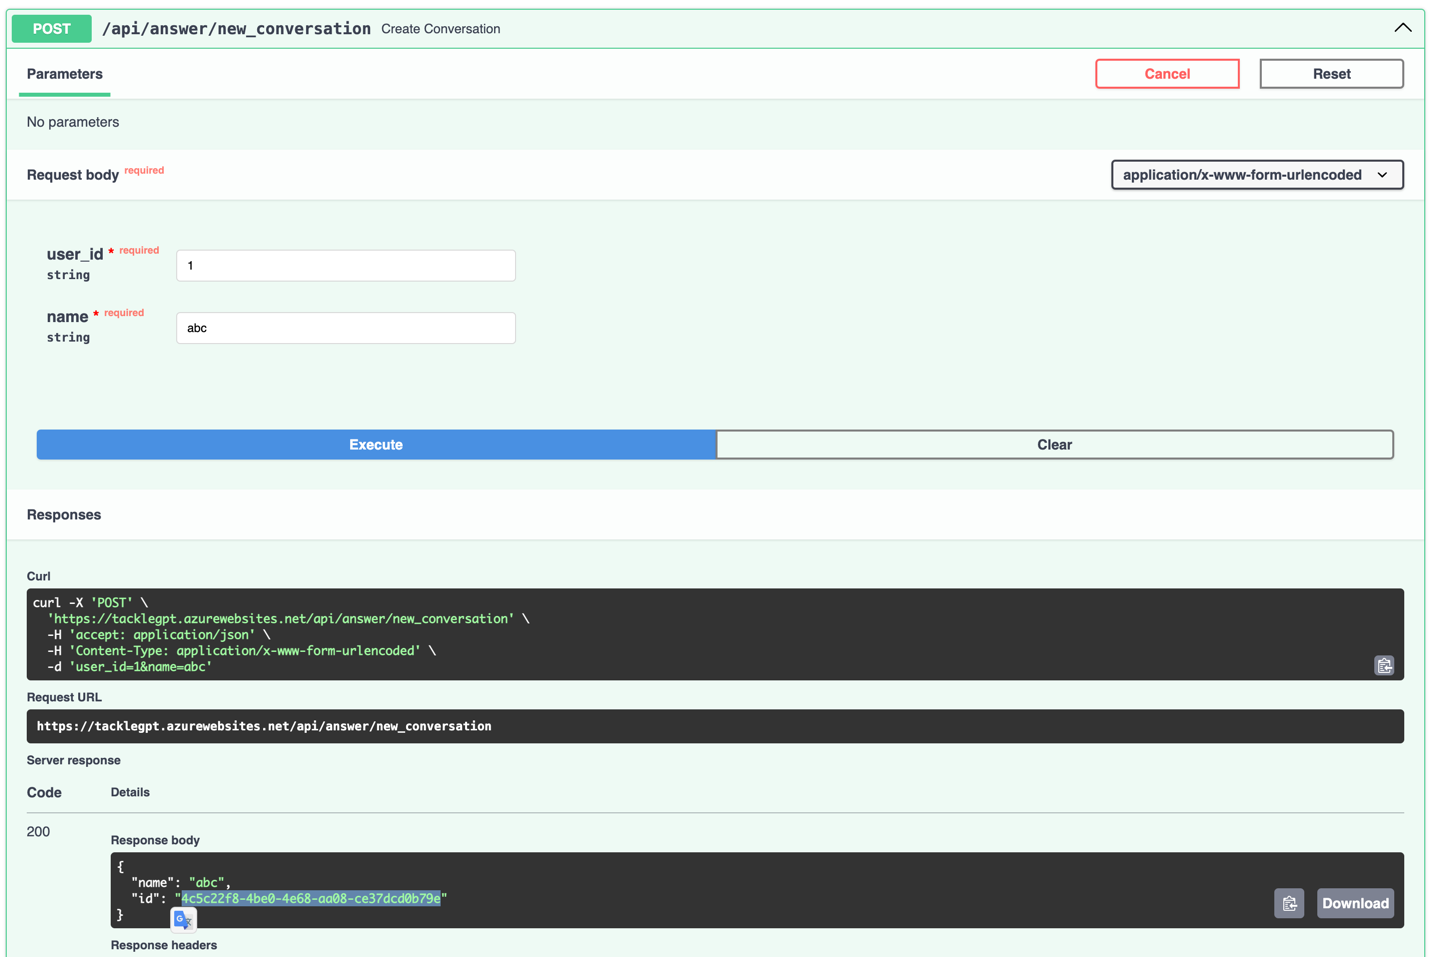 POST /api/answer/new_conversation Create Conversation
Parameters
Cancel
Reset
No parameters
Request body required
application/x-www-form-urlencoded
user_id * required
string
1
name * required
string
abc
Execute
Clear
Responses
Curl
curl -X 'POST' \
'https://tacklegpt.azurewebsites.net/api/answer/new_conversation' \
-H 'accept: application/json' \
-H 'Content-Type: application/x-www-form-urlencoded' \
-d 'user_id=1&name=abc'
Request URL
https://tacklegpt.azurewebsites.net/api/answer/new_conversation
Server response
Code Details
200
Response body
{
"name": "abc",
"id": "4c5c22f8-4be0-4e68-aa08-ce37dcd0b79e"
}
Download
Response headers